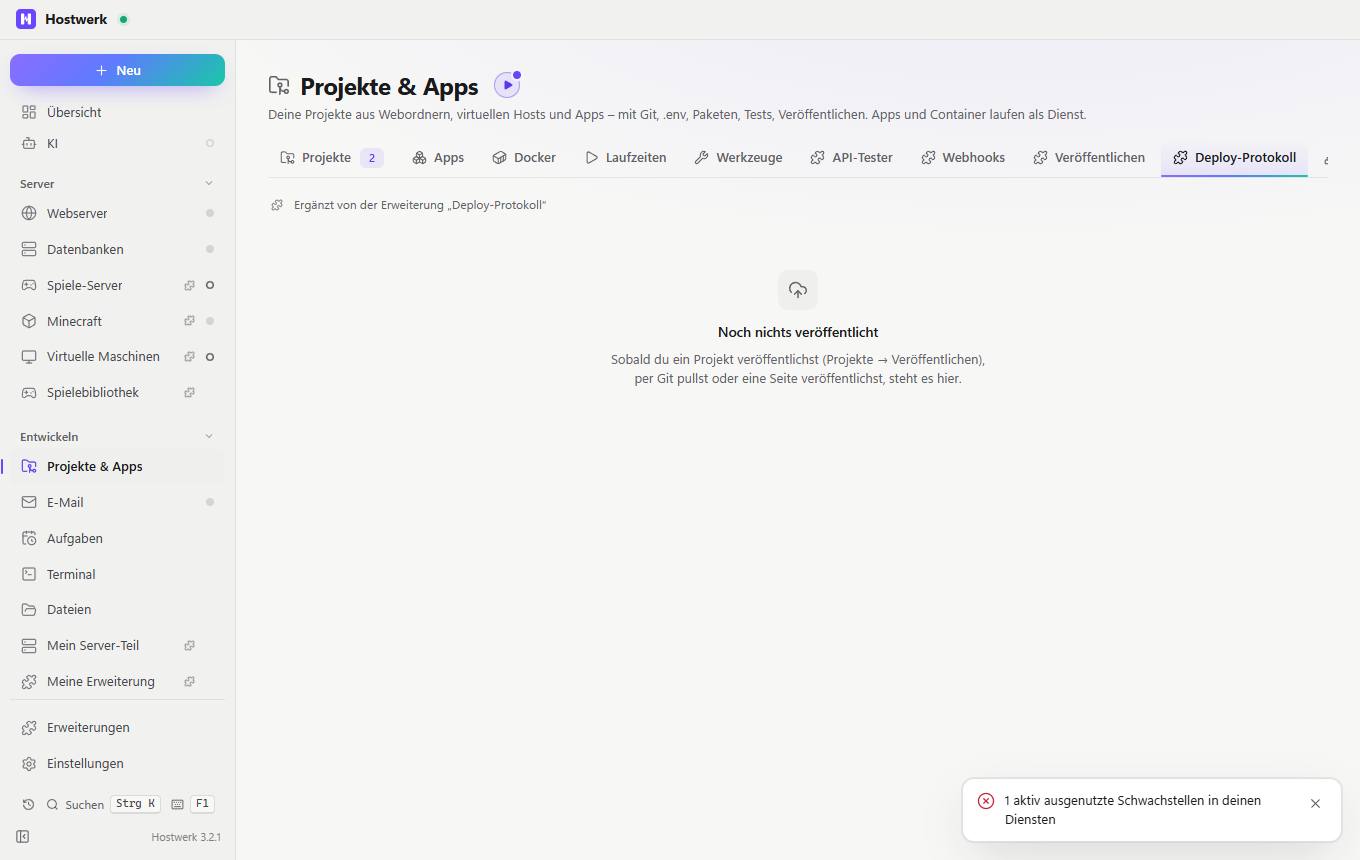 Hostwerk
Neu
Übersicht
KI
Server
Webserver
Datenbanken
Spiele-Server
Minecraft
Virtuelle Maschinen
Spielebibliothek
Entwickeln
Projekte & Apps
E-Mail
Aufgaben
Terminal
Dateien
Mein Server-Teil
Meine Erweiterung
Erweiterungen
Einstellungen
Suchen Strg K F1
Hostwerk 3.2.1
Projekte & Apps
Deine Projekte aus Webordnern, virtuellen Hosts und Apps – mit Git, .env, Paketen, Tests, Veröffentlichen. Apps und Container laufen als Dienst.
Projekte 2 Apps Docker Laufzeiten Werkzeuge API-Tester Webhooks Veröffentlichen Deploy-Protokoll
Ergänzt von der Erweiterung „Deploy-Protokoll“
Noch nichts veröffentlicht
Sobald du ein Projekt veröffentlichst (Projekte → Veröffentlichen),
per Git pullst oder eine Seite veröffentlichst, steht es hier.
1 aktiv ausgenutzte Schwachstellen in deinen
Diensten